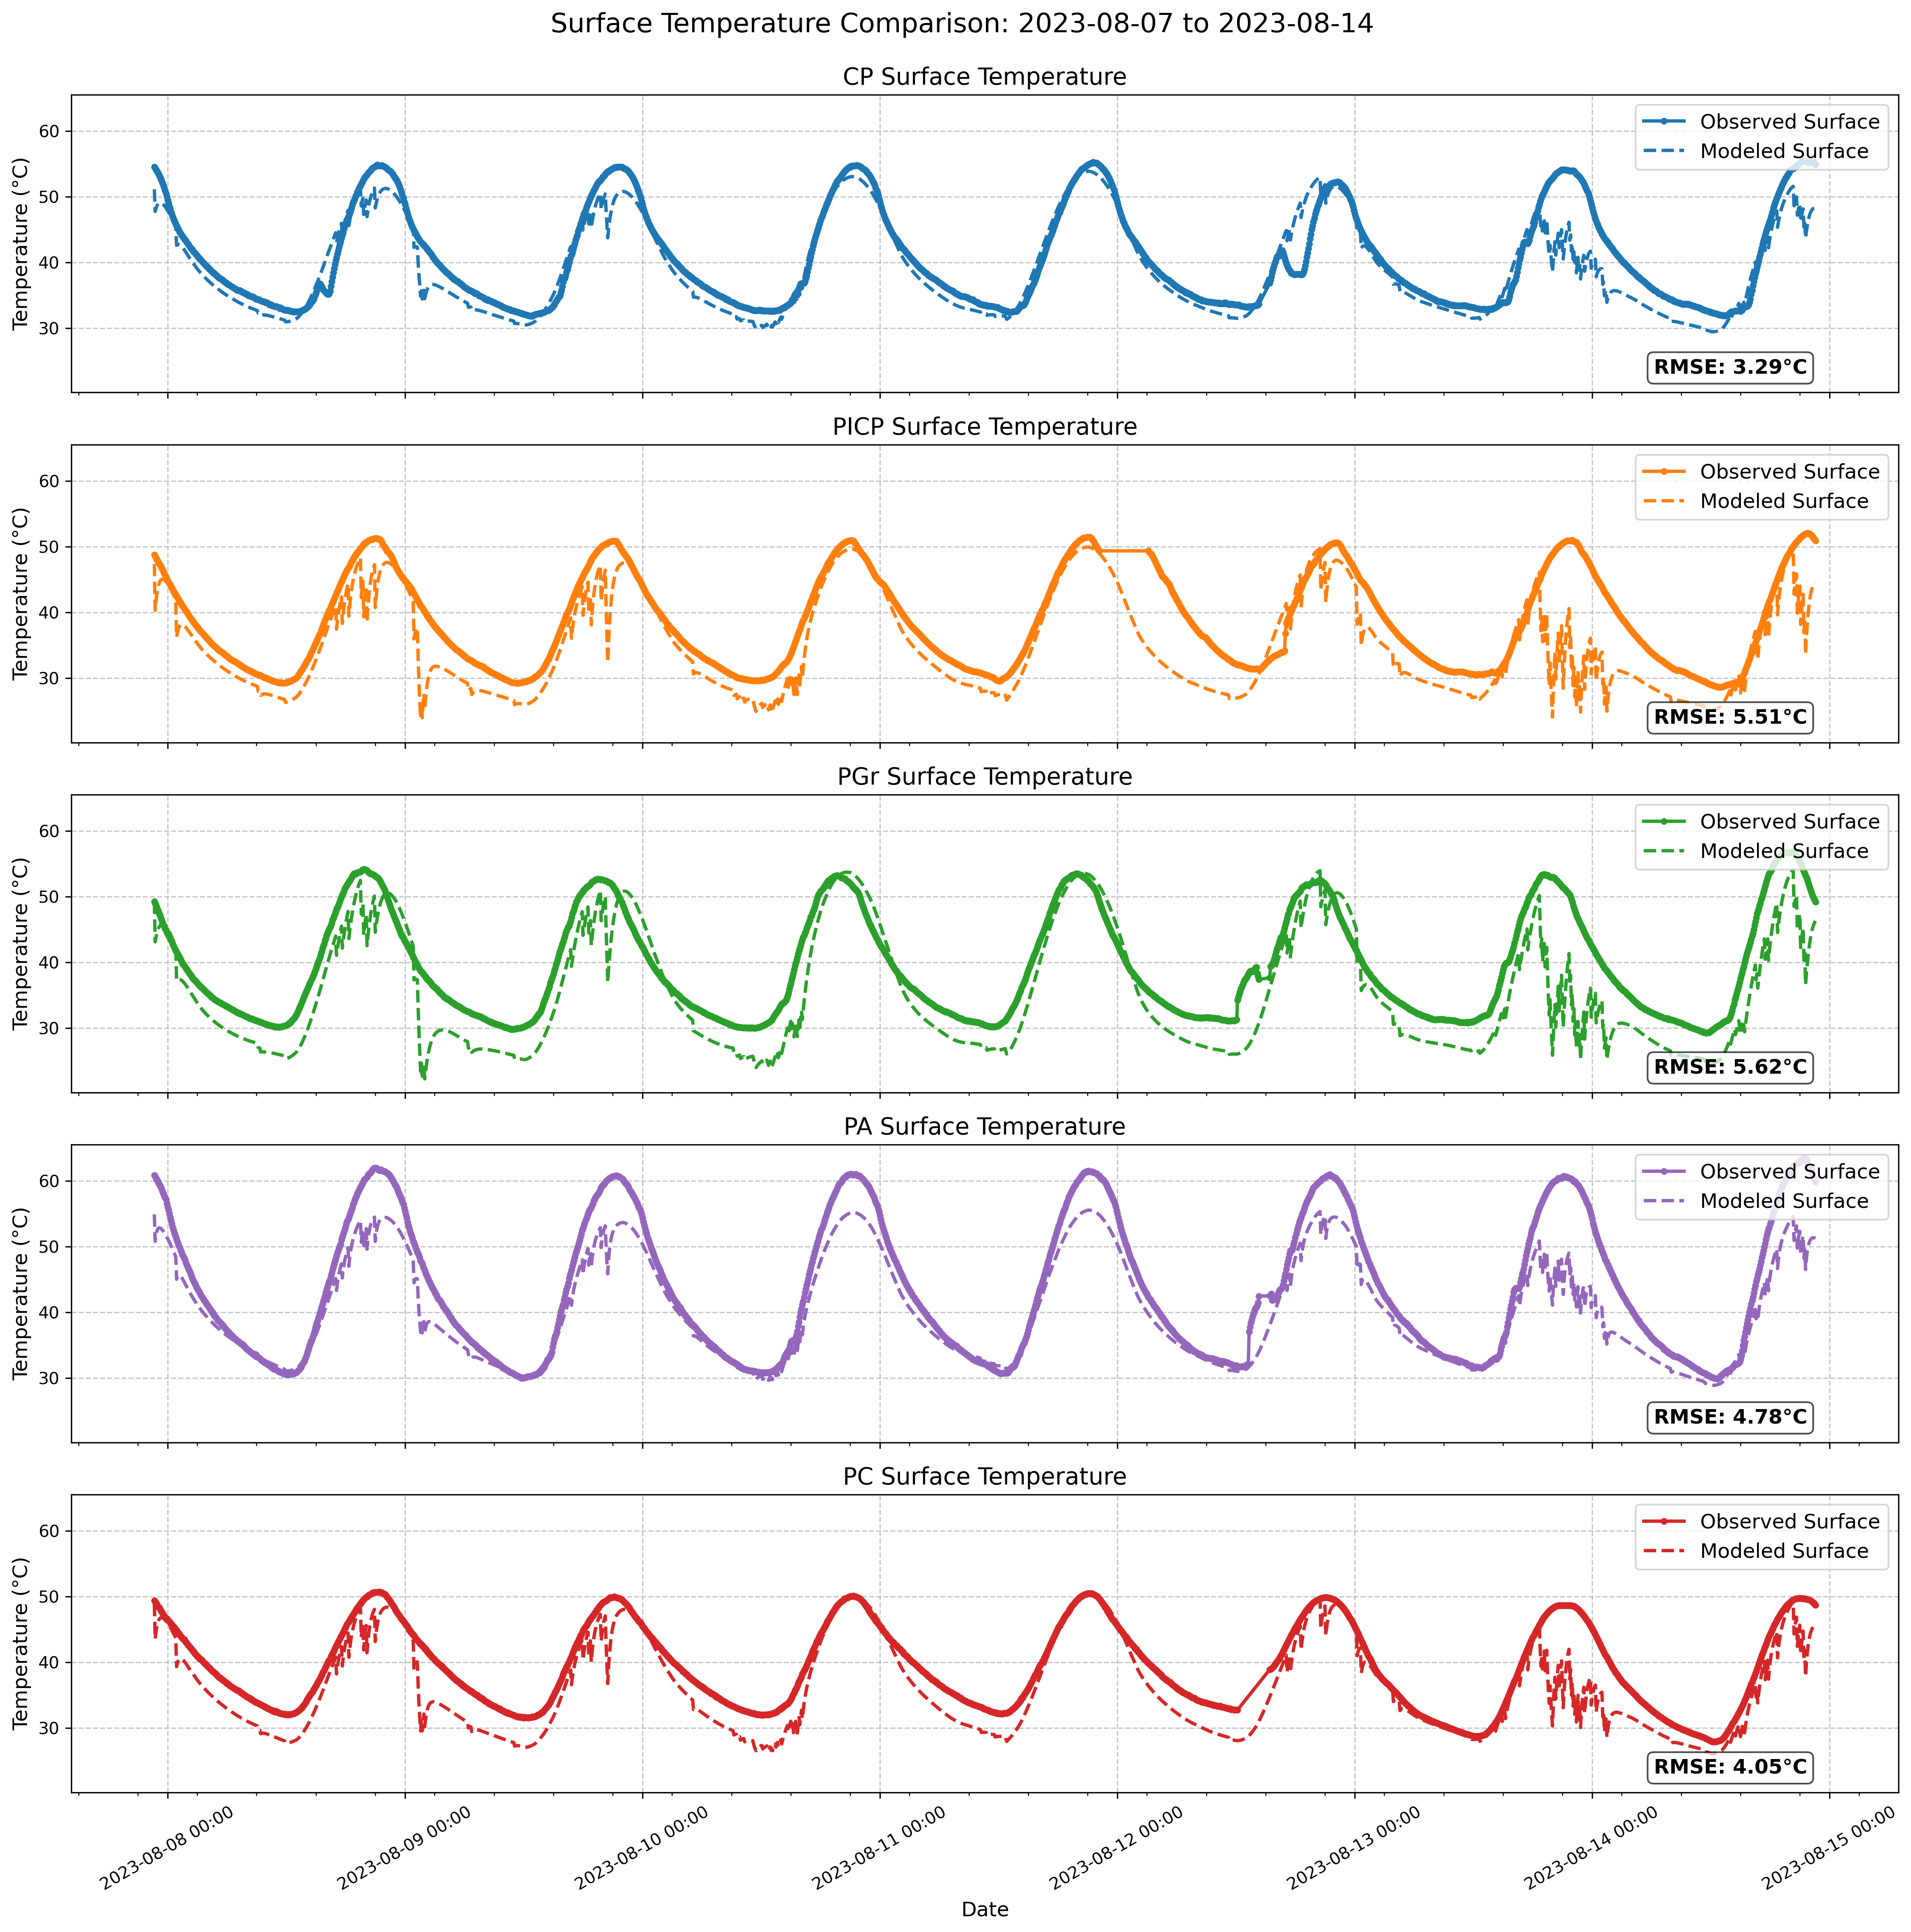 Surface Temperature Comparison: 2023-08-07 to 2023-08-14
CP Surface Temperature
Temperature (°C)
60
50
40
30
Observed Surface
Modeled Surface
RMSE: 3.29°C
PICP Surface Temperature
Temperature (°C)
60
50
40
30
Observed Surface
Modeled Surface
RMSE: 5.51°C
PGr Surface Temperature
Temperature (°C)
60
50
40
30
Observed Surface
Modeled Surface
RMSE: 5.62°C
PA Surface Temperature
Temperature (°C)
60
50
40
30
Observed Surface
Modeled Surface
RMSE: 4.78°C
PC Surface Temperature
Temperature (°C)
60
50
40
30
Observed Surface
Modeled Surface
RMSE: 4.05°C
2023-08-08 00:00
2023-08-09 00:00
2023-08-10 00:00
2023-08-11 00:00
2023-08-12 00:00
2023-08-13 00:00
2023-08-14 00:00
2023-08-15 00:00
Date